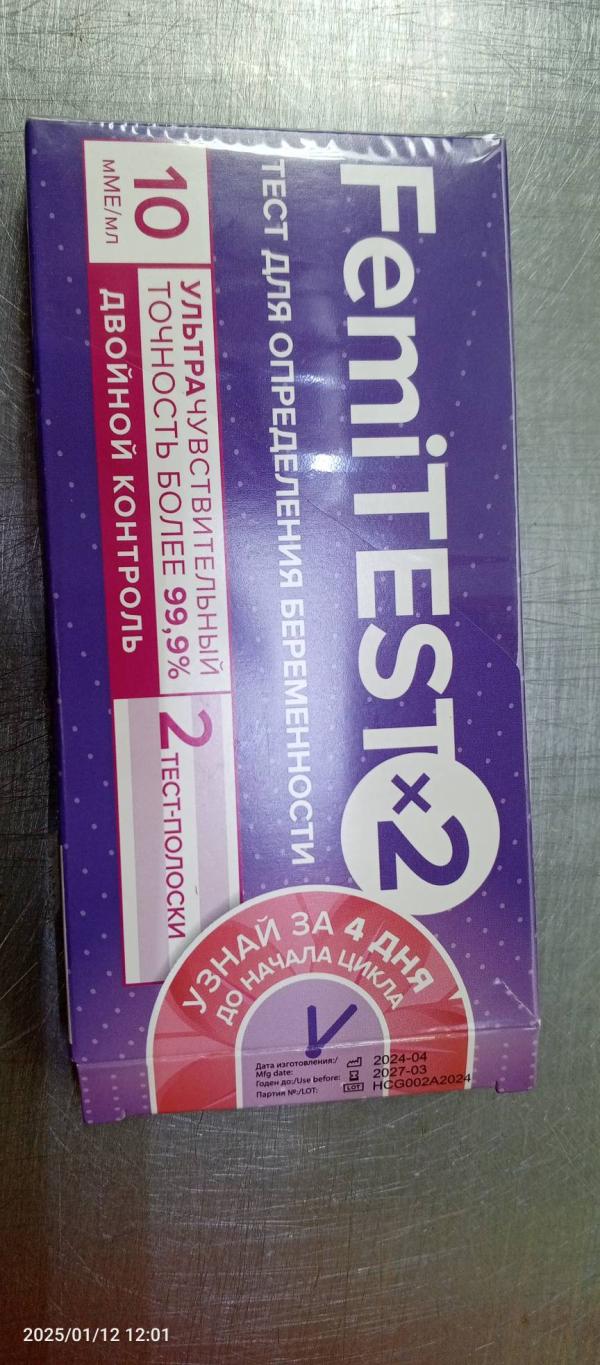 FemiTEST
×2
ТЕСТ ДЛЯ ОПРЕДЕЛЕНИЯ БЕРЕМЕННОСТИ
10
мМЕ/мл
УЛЬТРАЧУВСТВИТЕЛЬНЫЙ
ТОЧНОСТЬ БОЛЕЕ 99,9%
ДВОЙНОЙ КОНТРОЛЬ
2 ТЕСТ-ПОЛОСКИ
УЗНАЙ ЗА 4 ДНЯ
ДО НАЧАЛА ЦИКЛА
Дата изготовления:/
Mfg date: 2024-04
Годен до:/Use before: 2027-03
Партия №:/LOT: LOT HCG002A2024
2025/01/12 12:01